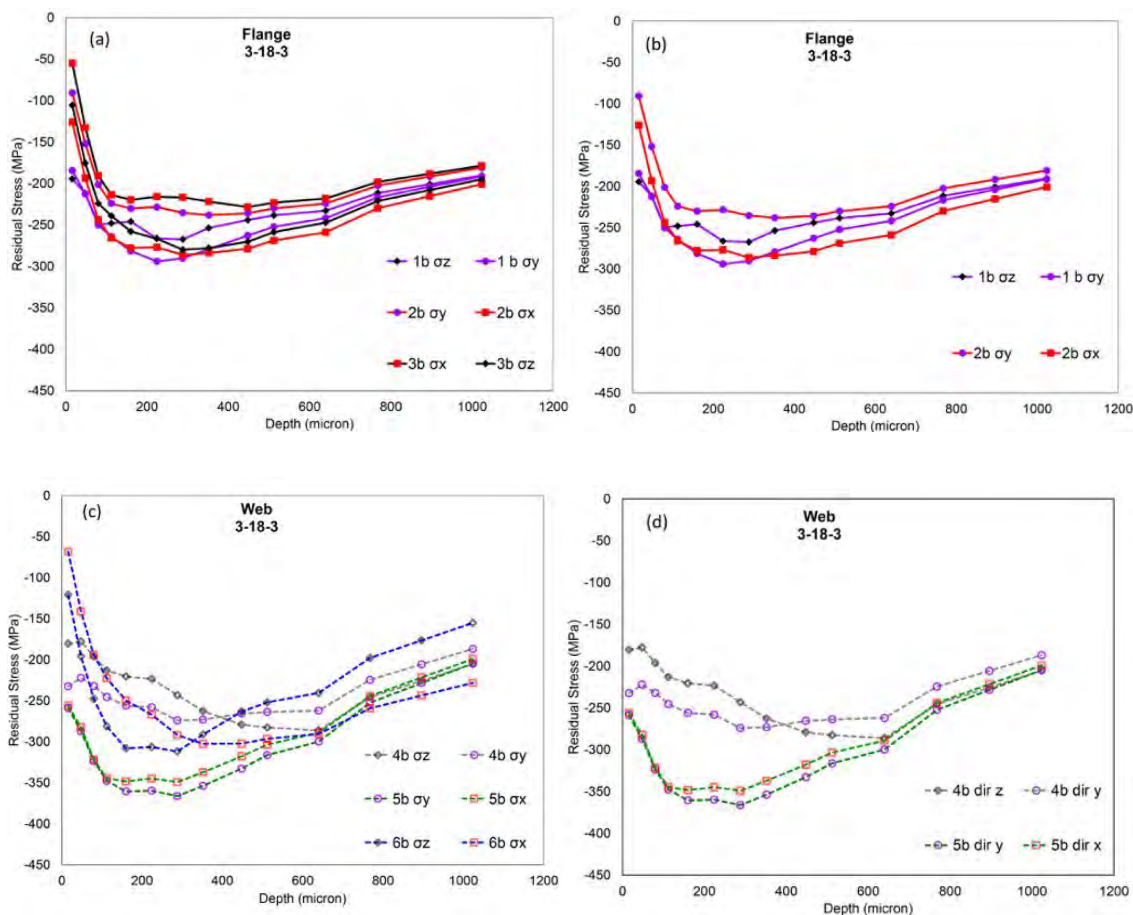 (a)
Flange
3-18-3
0
-50
-100
-150
-200
-250
-300
-350
-400
-450
Residual Stress (MPa)
0 200 400 600 800 1000 1200
Depth (micron)
1b σz 1 b σy
2b σy 2b σx
3b σx 3b σz
(b)
Flange
3-18-3
0
-50
-100
-150
-200
-250
-300
-350
-400
-450
Residual Stress (MPa)
0 200 400 600 800 1000 1200
Depth (micron)
1b σz 1 b σy
2b σy 2b σx
(c)
Web
3-18-3
0
-50
-100
-150
-200
-250
-300
-350
-400
-450
Residual Stress (MPa)
0 200 400 600 800 1000 1200
Depth (micron)
4b σz 4b σy
5b σy 5b σx
6b σz 6b σx
(d)
Web
3-18-3
0
-50
-100
-150
-200
-250
-300
-350
-400
-450
Residual Stress (MPa)
0 200 400 600 800 1000 1200
Depth (micron)
4b dir z 4b dir y
5b dir y 5b dir x